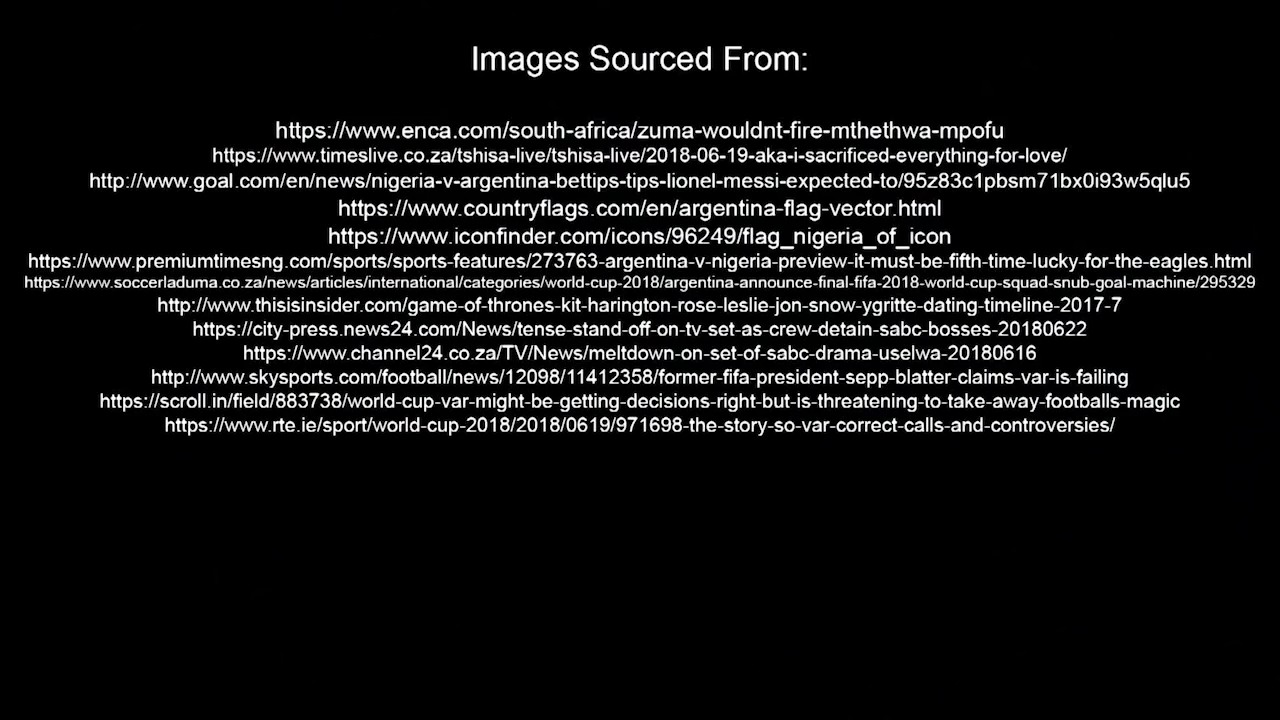 Images Sourced From:
https://www.enca.com/south-africa/zuma-wouldnt-fire-mthethwa-mpofu
https://www.timeslive.co.za/tshisa-live/tshisa-live/2018-06-19-aka-i-sacrificed-everything-for-love/
http://www.goal.com/en/news/nigeria-v-argentina-bettips-tips-lionel-messi-expected-to/95z83c1pbsm71bx0i93w5qlu5
https://www.countryflags.com/en/argentina-flag-vector.html
https://www.iconfinder.com/icons/96249/flag_nigeria_of_icon
https://www.premiumtimesng.com/sports/sports-features/273763-argentina-v-nigeria-preview-it-must-be-fifth-time-lucky-for-the-eagles.html
https://www.soccerladuma.co.za/news/articles/international/categories/world-cup-2018/argentina-announce-final-fifa-2018-world-cup-squad-snub-goal-machine/295329
http://www.thisisinsider.com/game-of-thrones-kit-harington-rose-leslie-jon-snow-ygritte-dating-timeline-2017-7
https://city-press.news24.com/News/tense-stand-off-on-tv-set-as-crew-detain-sabc-bosses-20180622
https://www.channel24.co.za/TV/News/meltdown-on-set-of-sabc-drama-uselwa-20180616
http://www.skysports.com/football/news/12098/11412358/former-fifa-president-sepp-blatter-claims-var-is-failing
https://scroll.in/field/883738/world-cup-var-might-be-getting-decisions-right-but-is-threatening-to-take-away-footballs-magic
https://www.rte.ie/sport/world-cup-2018/2018/0619/971698-the-story-so-var-correct-calls-and-controversies/